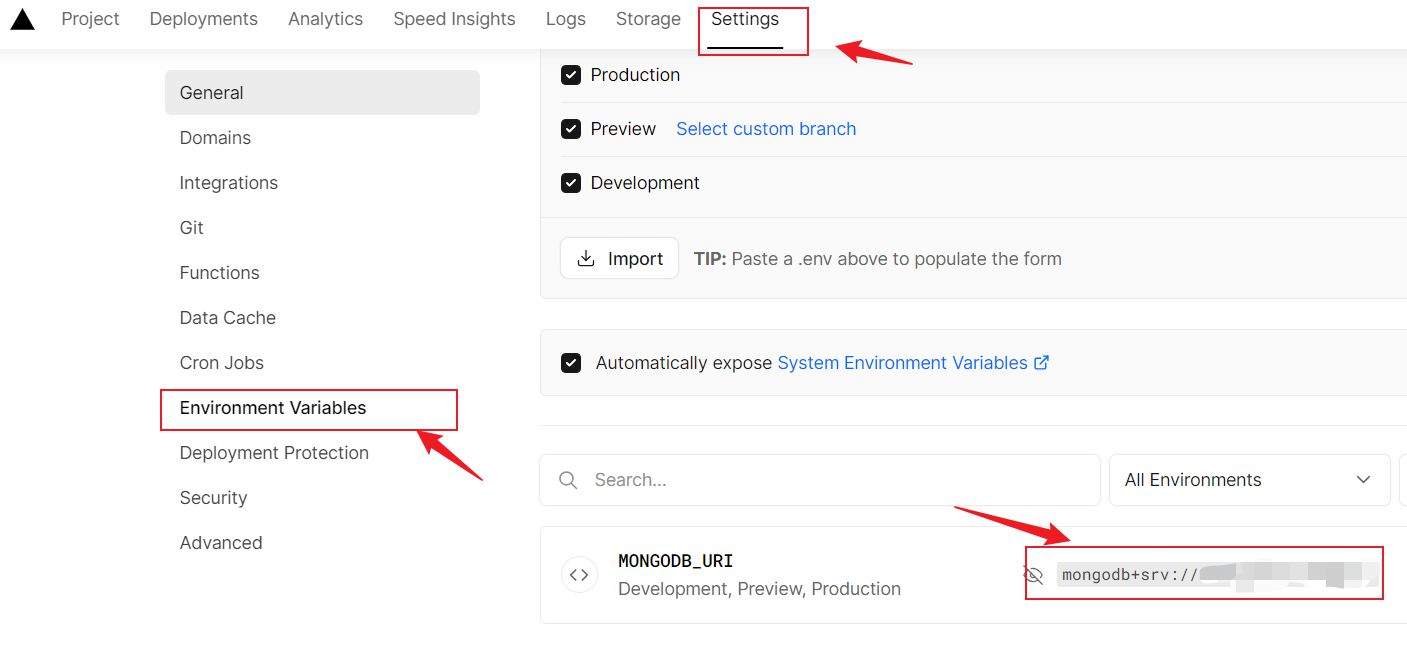 Project Deployments Analytics Speed Insights Logs Storage Settings
General
Domains
Integrations
Git
Functions
Data Cache
Cron Jobs
Environment Variables
Deployment Protection
Security
Advanced
Production
Preview Select custom branch
Development
Import TIP: Paste a .env above to populate the form
Automatically expose System Environment Variables
Search... All Environments
MONGODB_URI mongodb+srv://
Development, Preview, Production